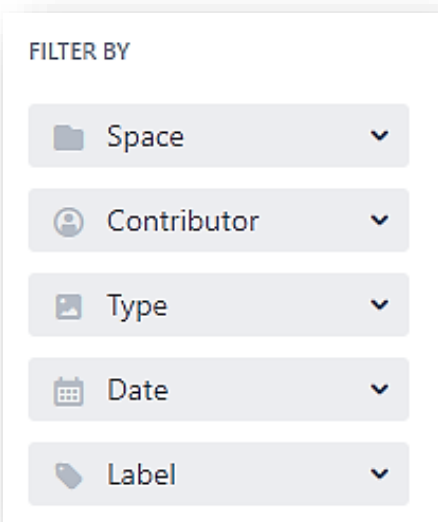 FILTER BY
Space
Contributor
Type
Date
Label